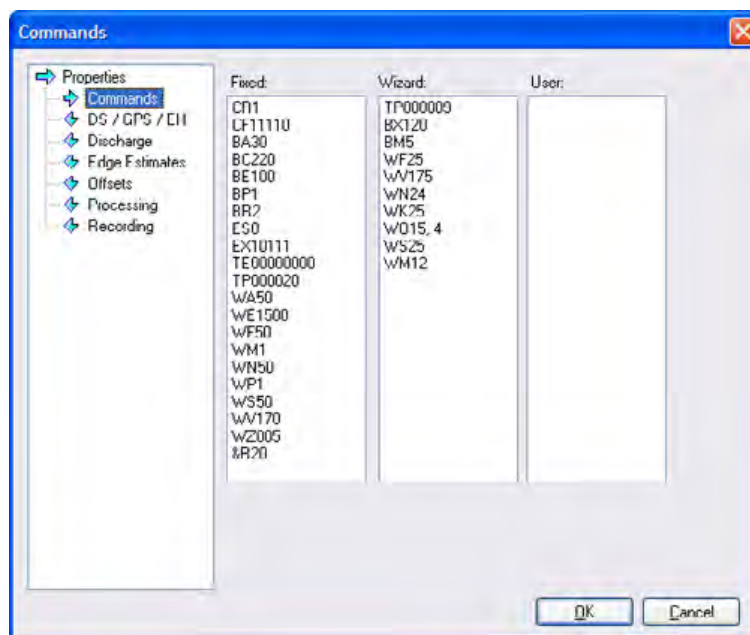 Commands
Properties
Commands
DS / GPS / EH
Discharge
Edge Estimates
Offsets
Processing
Recording
Fixed:
CR1
CF11110
BA30
BC220
BE100
BP1
BR2
ES0
EX10111
TE00000000
TP000020
WA50
WE1500
WF50
WM1
WN50
WP1
WS50
WV170
WZ005
&R20
Wizard:
TP000009
BX120
BM5
WF25
WV175
WN24
WK25
WO15, 4
WS25
WM12
User:
OK
Cancel